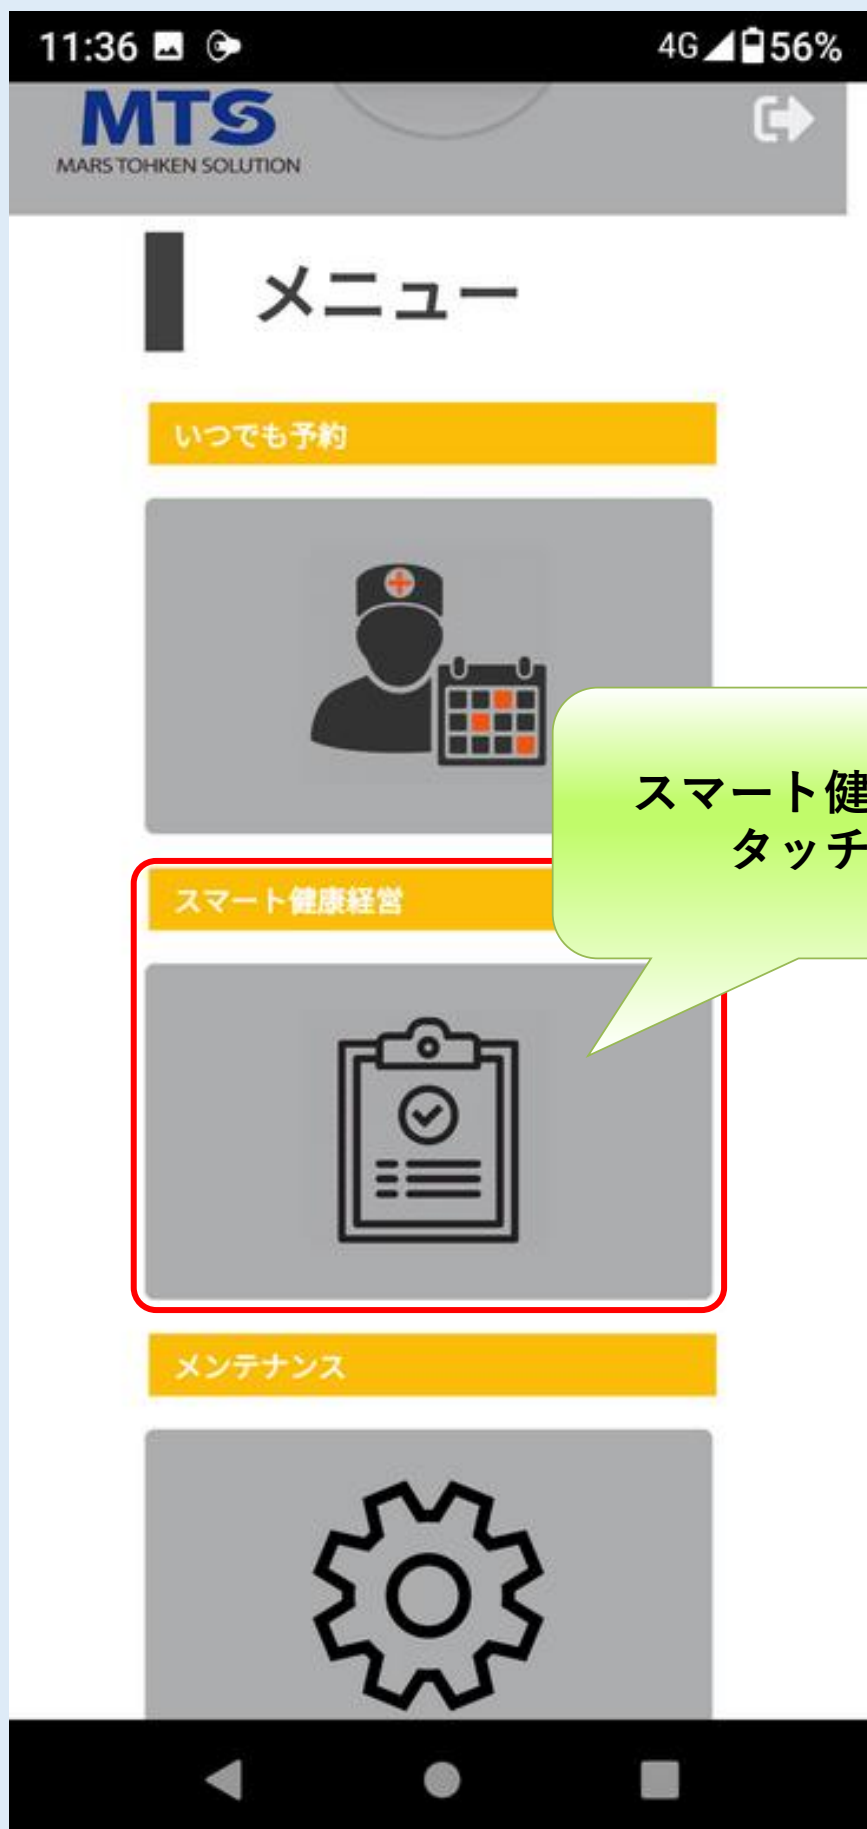 11:36
4G 56%
MTS
MARS TOHKEN SOLUTION
メニュー
いつでも予約
スマート健
タッチ
スマート健康経営
メンテナンス